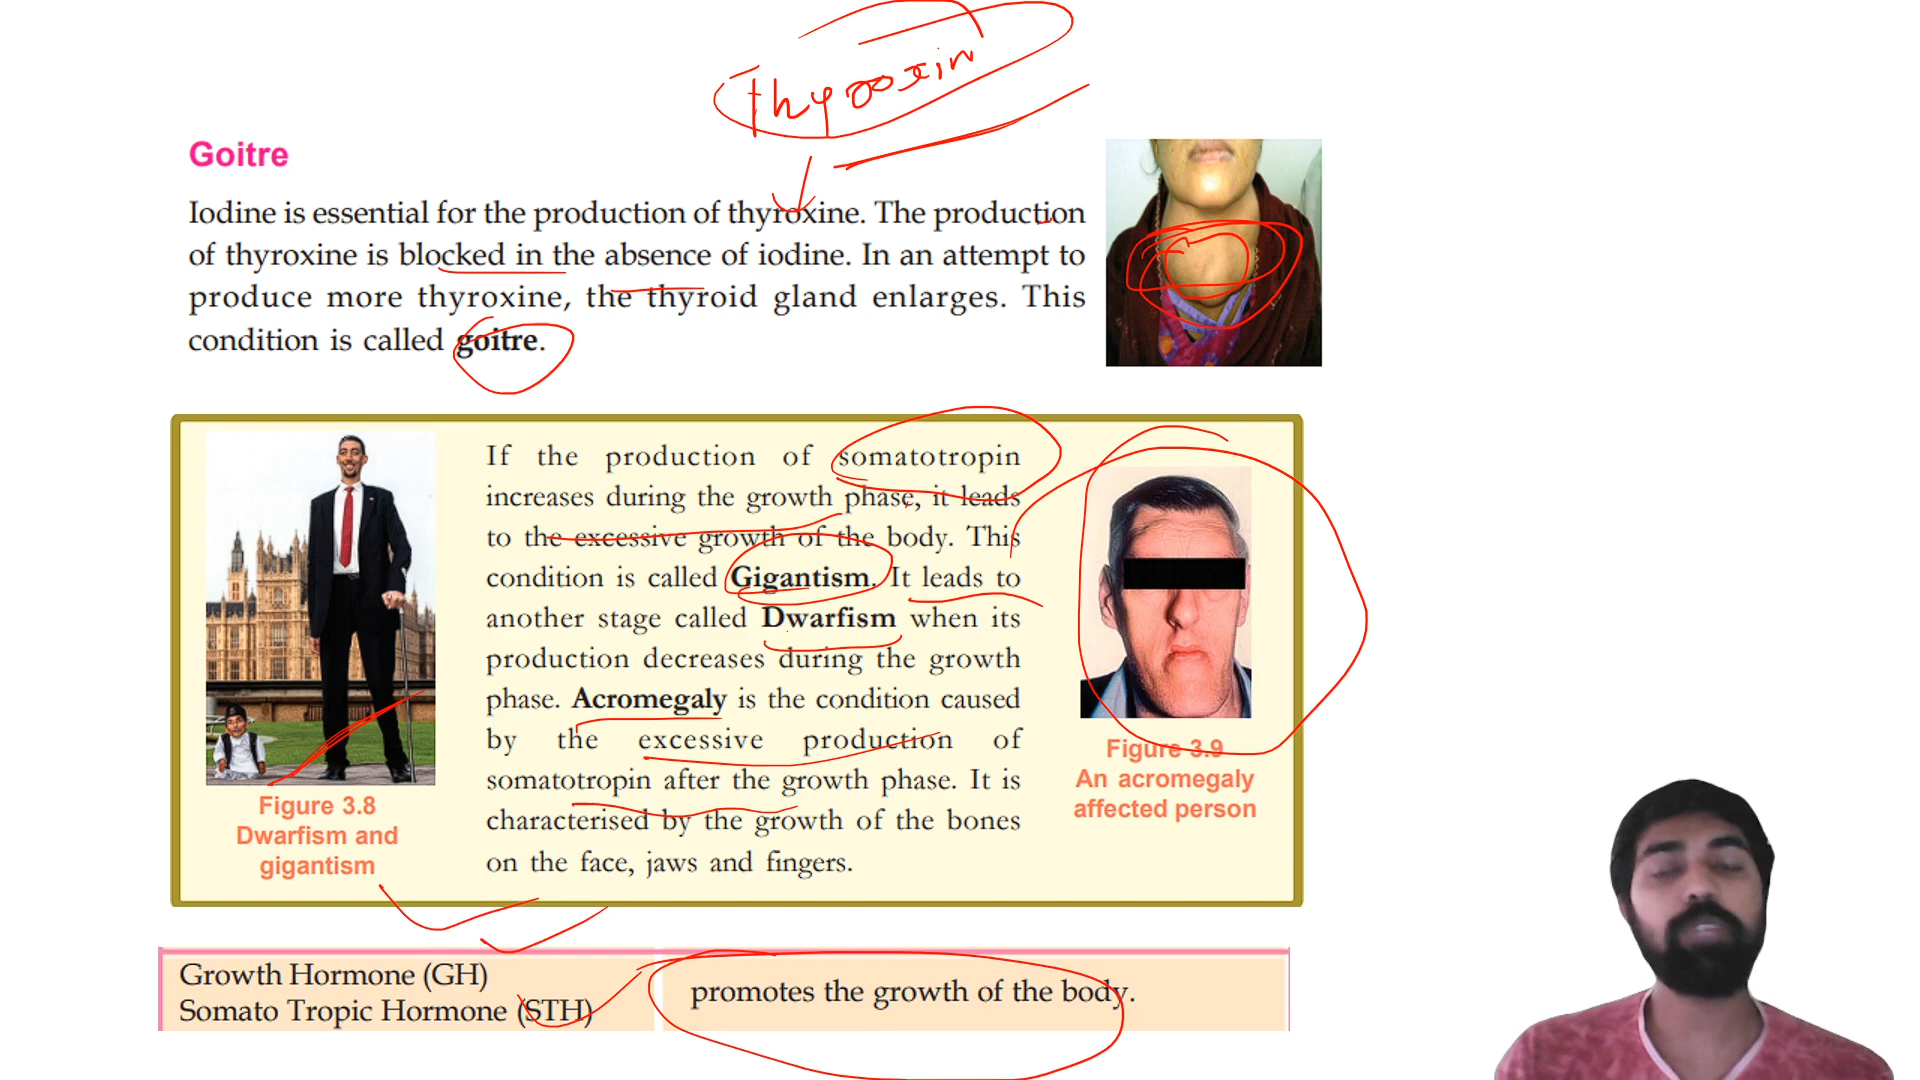 Thyroxin
Goitre
Iodine is essential for the production of thyroxine. The production
of thyroxine is blocked in the absence of iodine. In an attempt to
produce more thyroxine, the thyroid gland enlarges. This
condition is called goitre.
If the production of somatotropin
increases during the growth phase, it leads
to the excessive growth of the body. This
condition is called Gigantism. It leads to
another stage called Dwarfism when its
production decreases during the growth
phase. Acromegaly is the condition caused
by the excessive production of
somatotropin after the growth phase. It is
characterised by the growth of the bones
on the face, jaws and fingers.
Figure 3.8
Dwarfism and
gigantism
Figure 3.9
An acromegaly
affected person
Growth Hormone (GH)
Somato Tropic Hormone (STH)
promotes the growth of the body.